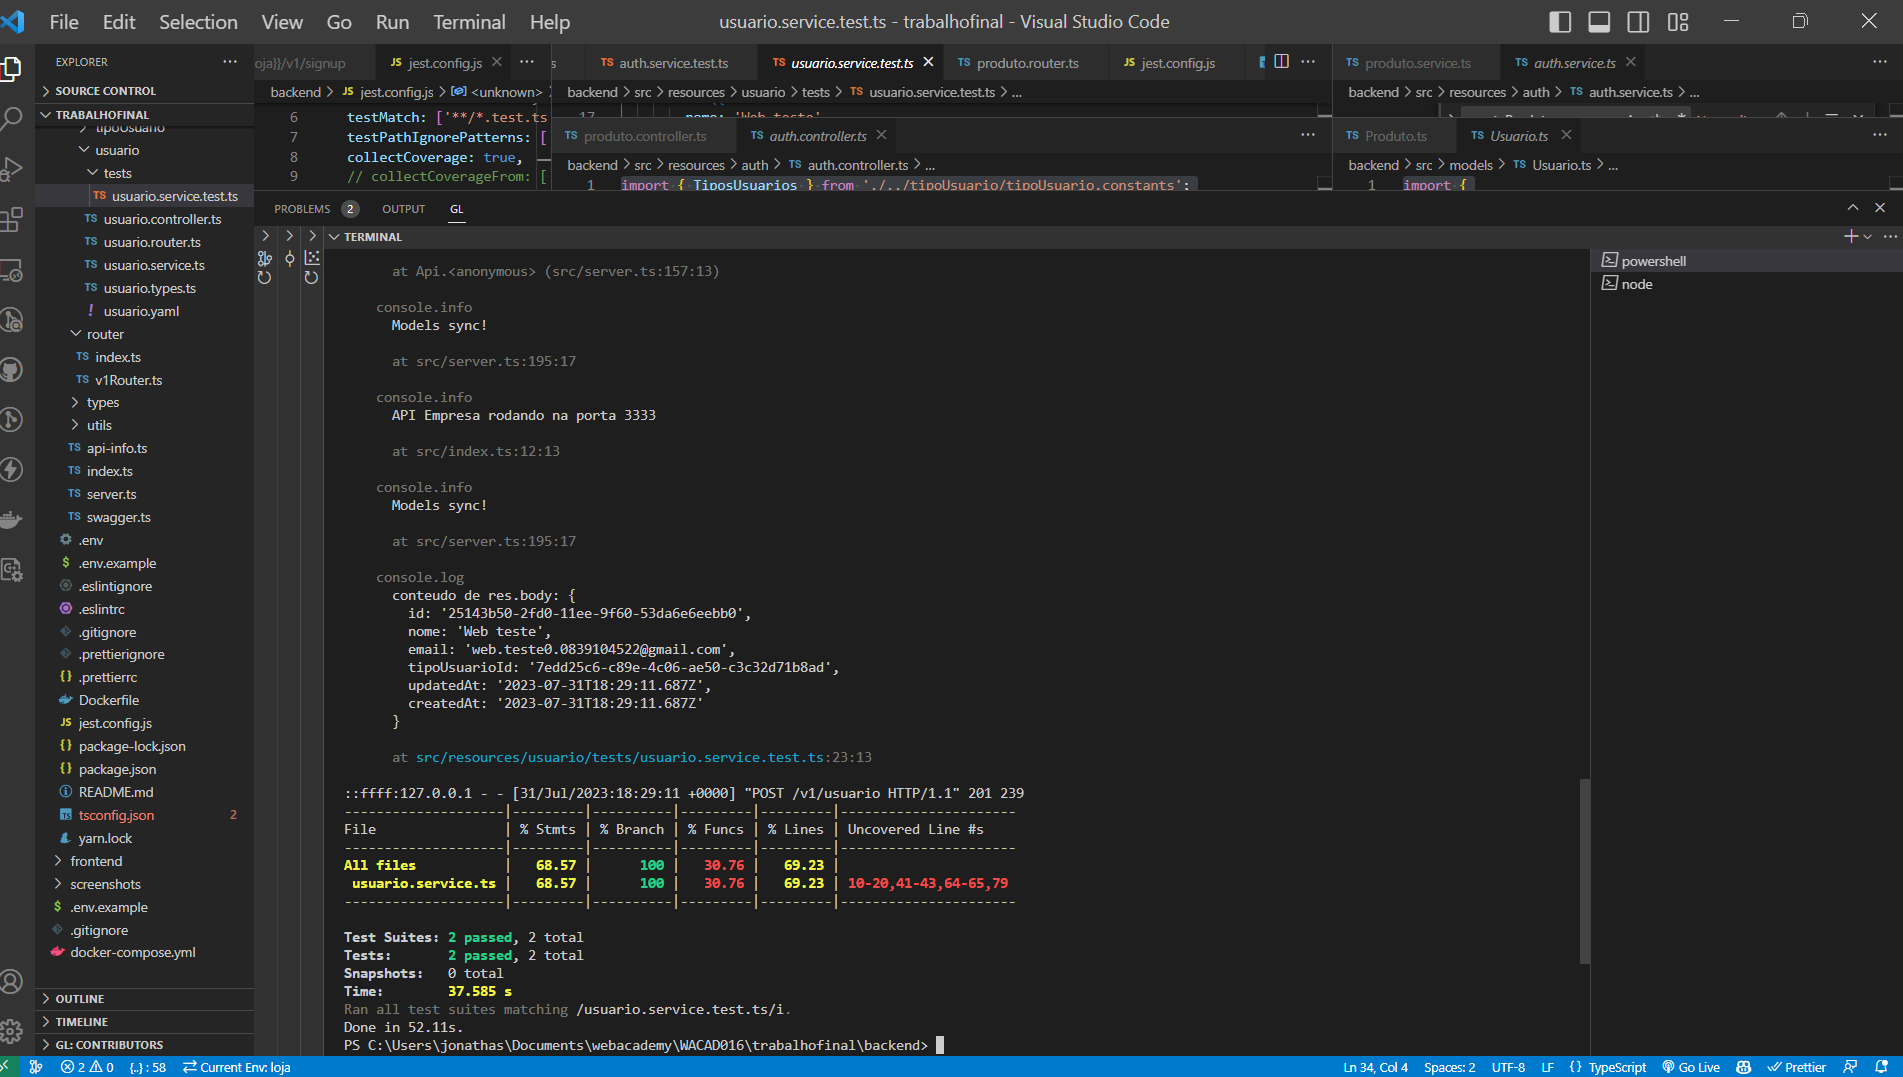 File Edit Selection View Go Run Terminal Help
usuario.service.test.ts - trabalhofinal - Visual Studio Code
EXPLORER
SOURCE CONTROL
TRABALHOFINAL
usuario
tests
TS usuario.service.test.ts
TS usuario.controller.ts
TS usuario.router.ts
TS usuario.service.ts
TS usuario.types.ts
! usuario.yaml
router
TS index.ts
TS v1Router.ts
types
utils
TS api-info.ts
TS index.ts
TS server.ts
TS swagger.ts
.env
$ .env.example
.eslintignore
.eslintrc
.gitignore
.prettierignore
{} .prettierrc
Dockerfile
JS jest.config.js
{} package-lock.json
{} package.json
README.md
TS tsconfig.json 2
yarn.lock
frontend
screenshots
$ .env.example
.gitignore
docker-compose.yml
OUTLINE
TIMELINE
GL: CONTRIBUTORS
oja}}/v1/signup JS jest.config.js
backend > JS jest.config.js > <unknown>
6 testMatch: ['**/*.test.ts
7 testPathIgnorePatterns: [
8 collectCoverage: true,
9 // collectCoverageFrom: [
TS auth.service.test.ts TS usuario.service.test.ts TS produto.router.ts JS jest.config.js
backend > src > resources > usuario > tests > TS usuario.service.test.ts > ...
TS produto.controller.ts TS auth.controller.ts
backend > src > resources > auth > TS auth.controller.ts > ...
1 import { TiposUsuarios } from './../tipoUsuario/tipoUsuario.constants';
TS produto.service.ts TS auth.service.ts
backend > src > resources > auth > TS auth.service.ts > ...
TS Produto.ts TS Usuario.ts
backend > src > models > TS Usuario.ts > ...
1 import {
PROBLEMS 2 OUTPUT GL
TERMINAL
at Api.<anonymous> (src/server.ts:157:13)
console.info
Models sync!
at src/server.ts:195:17
console.info
API Empresa rodando na porta 3333
at src/index.ts:12:13
console.info
Models sync!
at src/server.ts:195:17
console.log
conteudo de res.body: {
id: '25143b50-2fd0-11ee-9f60-53da6e6eebb0',
nome: 'Web teste',
email: 'web.teste0.0839104522@gmail.com',
tipoUsuarioId: '7edd25c6-c89e-4c06-ae50-c3c32d71b8ad',
updatedAt: '2023-07-31T18:29:11.687Z',
createdAt: '2023-07-31T18:29:11.687Z'
}
at src/resources/usuario/tests/usuario.service.test.ts:23:13
::ffff:127.0.0.1 - - [31/Jul/2023:18:29:11 +0000] "POST /v1/usuario HTTP/1.1" 201 239
--------------------|---------|----------|---------|---------|----------------------
File | % Stmts | % Branch | % Funcs | % Lines | Uncovered Line #s
--------------------|---------|----------|---------|---------|----------------------
All files | 68.57 | 100 | 30.76 | 69.23 |
usuario.service.ts | 68.57 | 100 | 30.76 | 69.23 | 10-20,41-43,64-65,79
--------------------|---------|----------|---------|---------|----------------------
Test Suites: 2 passed, 2 total
Tests: 2 passed, 2 total
Snapshots: 0 total
Time: 37.585 s
Ran all test suites matching /usuario.service.test.ts/i.
Done in 52.11s.
PS C:\Users\jonathas\Documents\webacademy\WACAD016\trabalhofinal\backend>
powershell
node
2 0 {..} : 58 Current Env: loja
Ln 34, Col 4 Spaces: 2 UTF-8 LF {} TypeScript Go Live Prettier